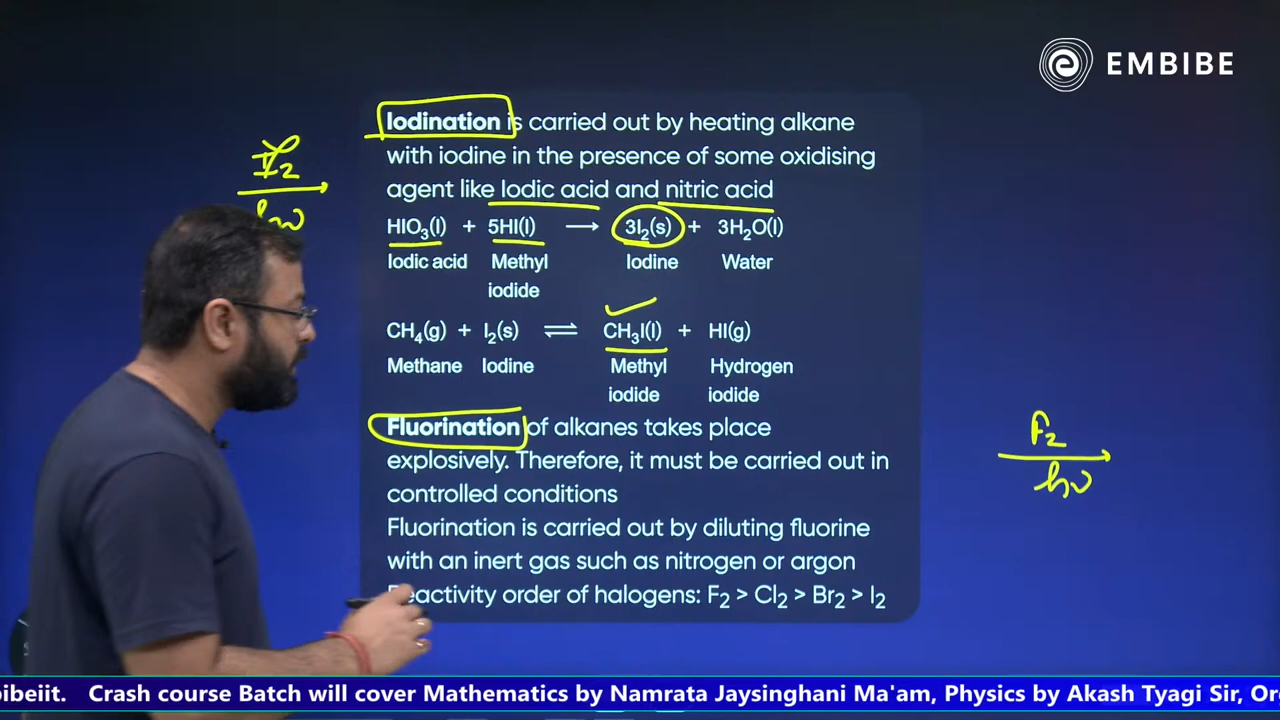 EMBIBE
Iodination is carried out by heating alkane
with iodine in the presence of some oxidising
agent like Iodic acid and nitric acid
I₂
hν
HIO₃(l) + 5HI(l) ⟶ 3I₂(s) + 3H₂O(l)
Iodic acid Methyl Iodine Water
iodide
CH₄(g) + I₂(s) ⇌ CH₃I(l) + HI(g)
Methane Iodine Methyl Hydrogen
iodide iodide
Fluorination of alkanes takes place
explosively. Therefore, it must be carried out in
controlled conditions
F₂
hν
Fluorination is carried out by diluting fluorine
with an inert gas such as nitrogen or argon
Reactivity order of halogens: F₂ > Cl₂ > Br₂ > I₂
ibeiit. Crash course Batch will cover Mathematics by Namrata Jaysinghani Ma'am, Physics by Akash Tyagi Sir, Or